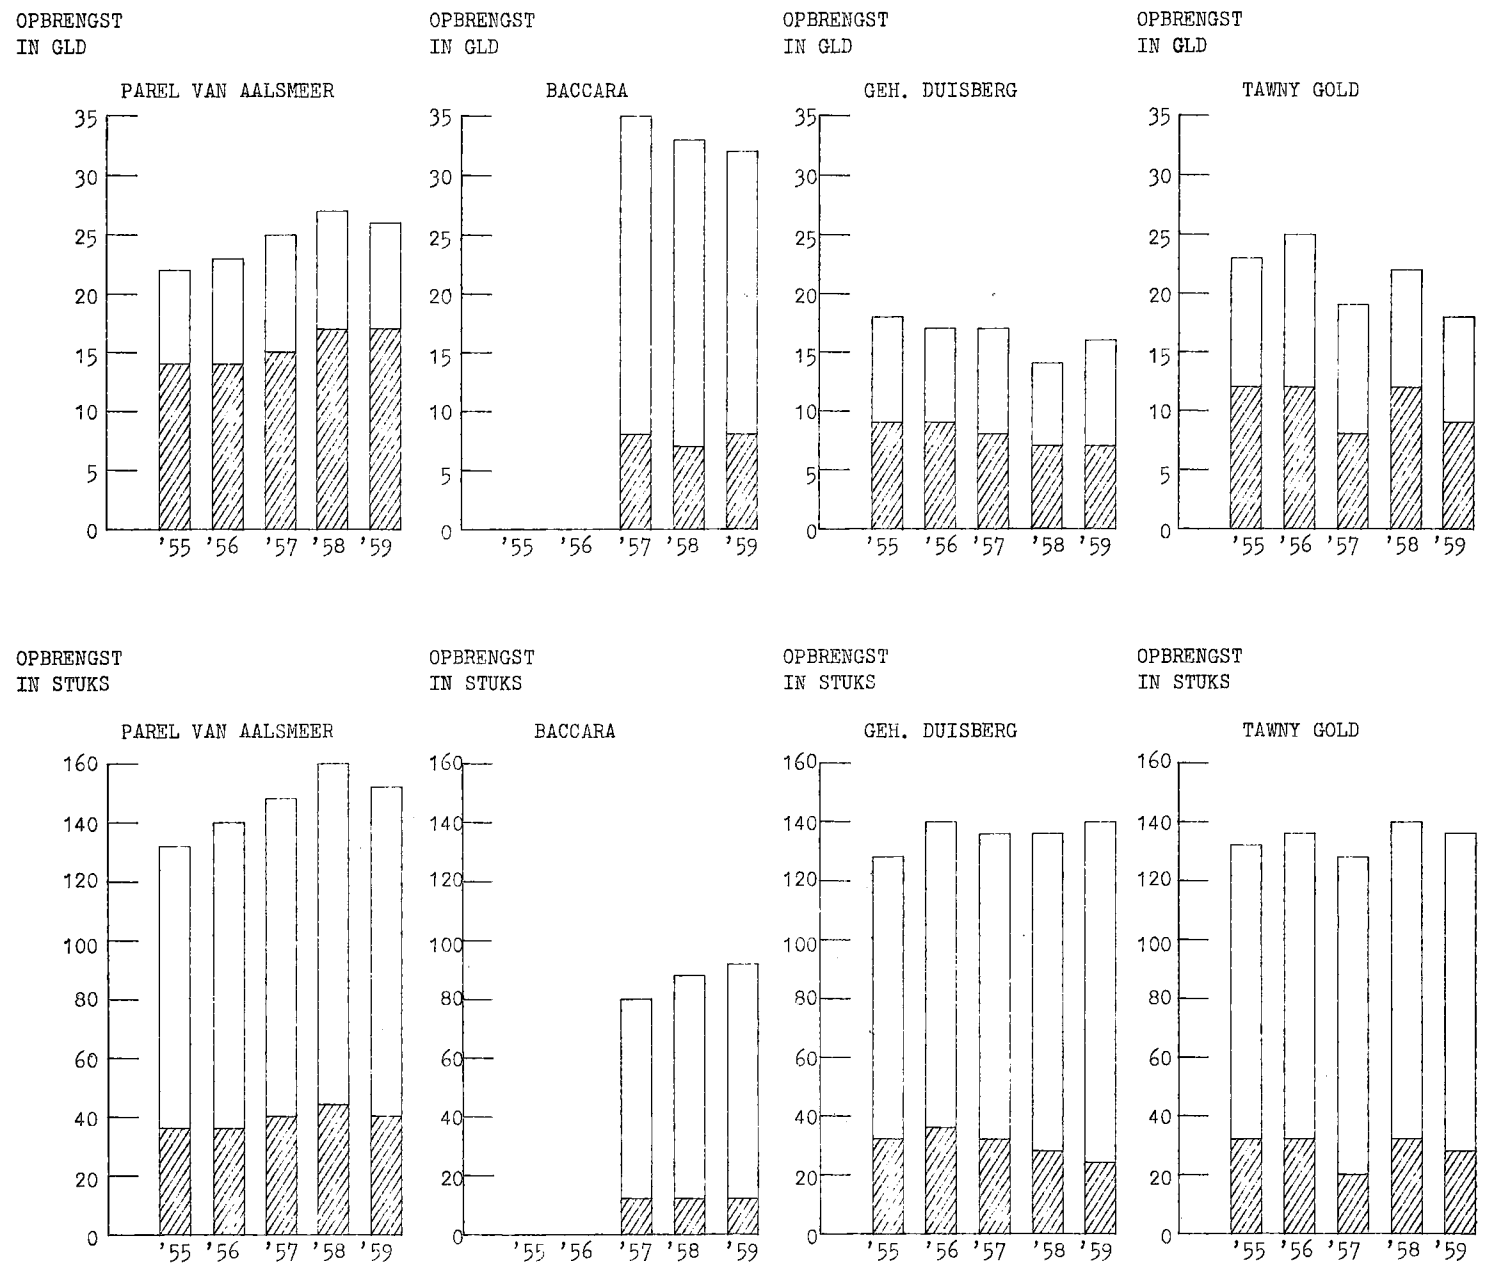 OPBRENGST OPBRENGST OPBRENGST OPBRENGST
IN GLD IN GLD IN GLD IN GLD
PAREL VAN AALSMEER BACCARA GEH. DUISBERG TAWNY GOLD
35 35 35 35
30 30 30 30
25 25 25 25
20 20 20 20
15 15 15 15
10 10 10 10
5 5 5 5
0 0 0 0
'55 '56 '57 '58 '59 '55 '56 '57 '58 '59 '55 '56 '57 '58 '59 '55 '56 '57 '58 '59
OPBRENGST OPBRENGST OPBRENGST OPBRENGST
IN STUKS IN STUKS IN STUKS IN STUKS
PAREL VAN AALSMEER BACCARA GEH. DUISBERG TAWNY GOLD
160 160 160 160
140 140 140 140
120 120 120 120
100 100 100 100
80 80 80 80
60 60 60 60
40 40 40 40
20 20 20 20
0 0 0 0
'55 '56 '57 '58 '59 '55 '56 '57 '58 '59 '55 '56 '57 '58 '59 '55 '56 '57 '58 '59